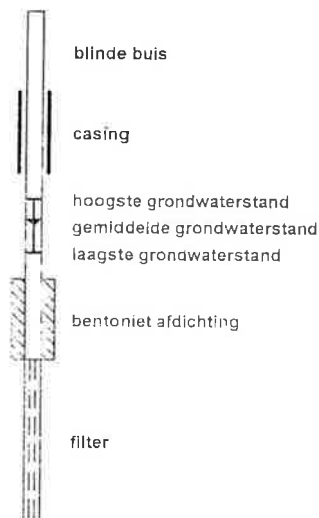 blinde buis
casing
hoogste grondwaterstand
gemiddelde grondwaterstand
laagste grondwaterstand
bentoniet afdichting
filter